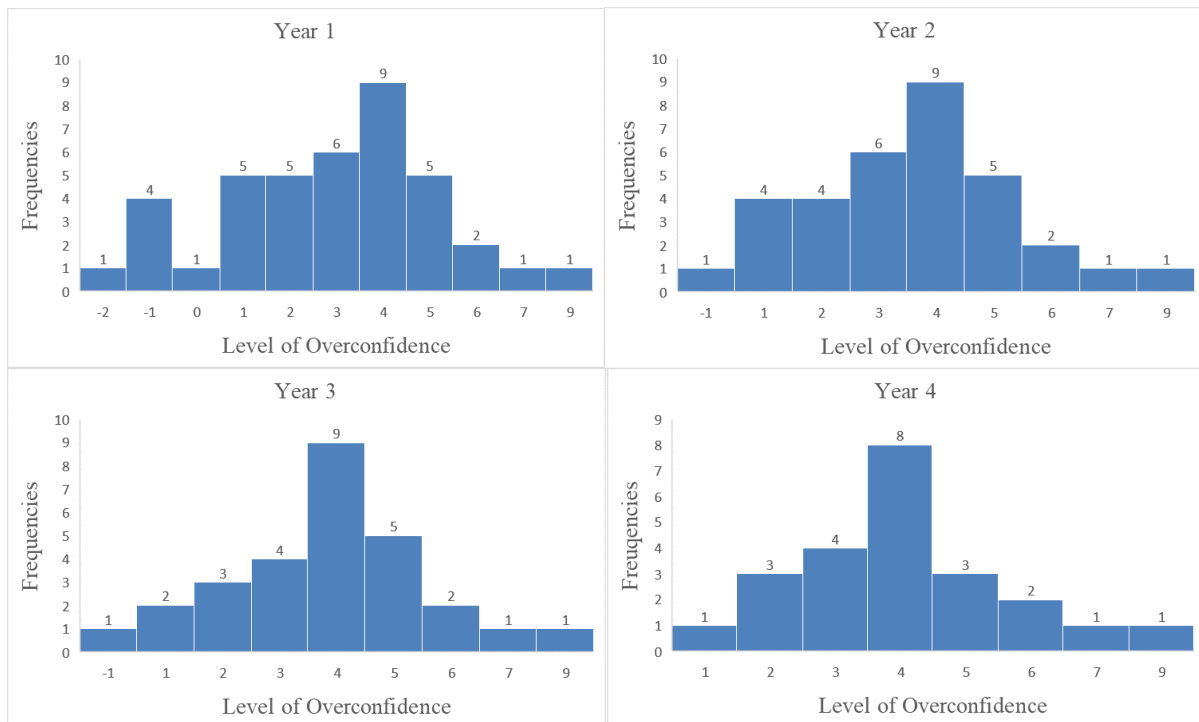 Year 1
10
9
8
7
6
5
4
3
2
1
0
Frequencies
1 4 1 5 5 6 9 5 2 1 1
-2 -1 0 1 2 3 4 5 6 7 9
Level of Overconfidence
Year 2
10
9
8
7
6
5
4
3
2
1
0
Frequencies
1 4 4 6 9 5 2 1 1
-1 1 2 3 4 5 6 7 9
Level of Overconfidence
Year 3
10
9
8
7
6
5
4
3
2
1
0
Frequencies
1 2 3 4 9 5 2 1 1
-1 1 2 3 4 5 6 7 9
Level of Overconfidence
Year 4
9
8
7
6
5
4
3
2
1
0
Freuqencies
1 3 4 8 3 2 1 1
1 2 3 4 5 6 7 9
Level of Overconfidence